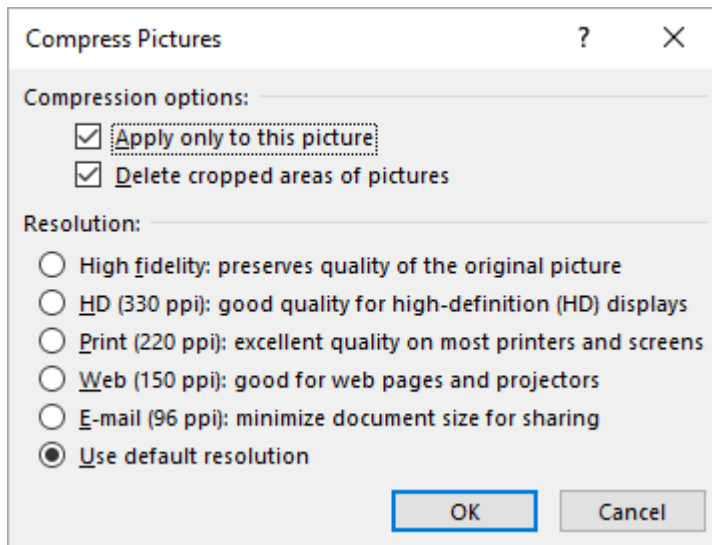 Compress Pictures
?
Compression options:
Apply only to this picture
Delete cropped areas of pictures
Resolution:
High fidelity: preserves quality of the original picture
HD (330 ppi): good quality for high-definition (HD) displays
Print (220 ppi): excellent quality on most printers and screens
Web (150 ppi): good for web pages and projectors
E-mail (96 ppi): minimize document size for sharing
Use default resolution
OK Cancel